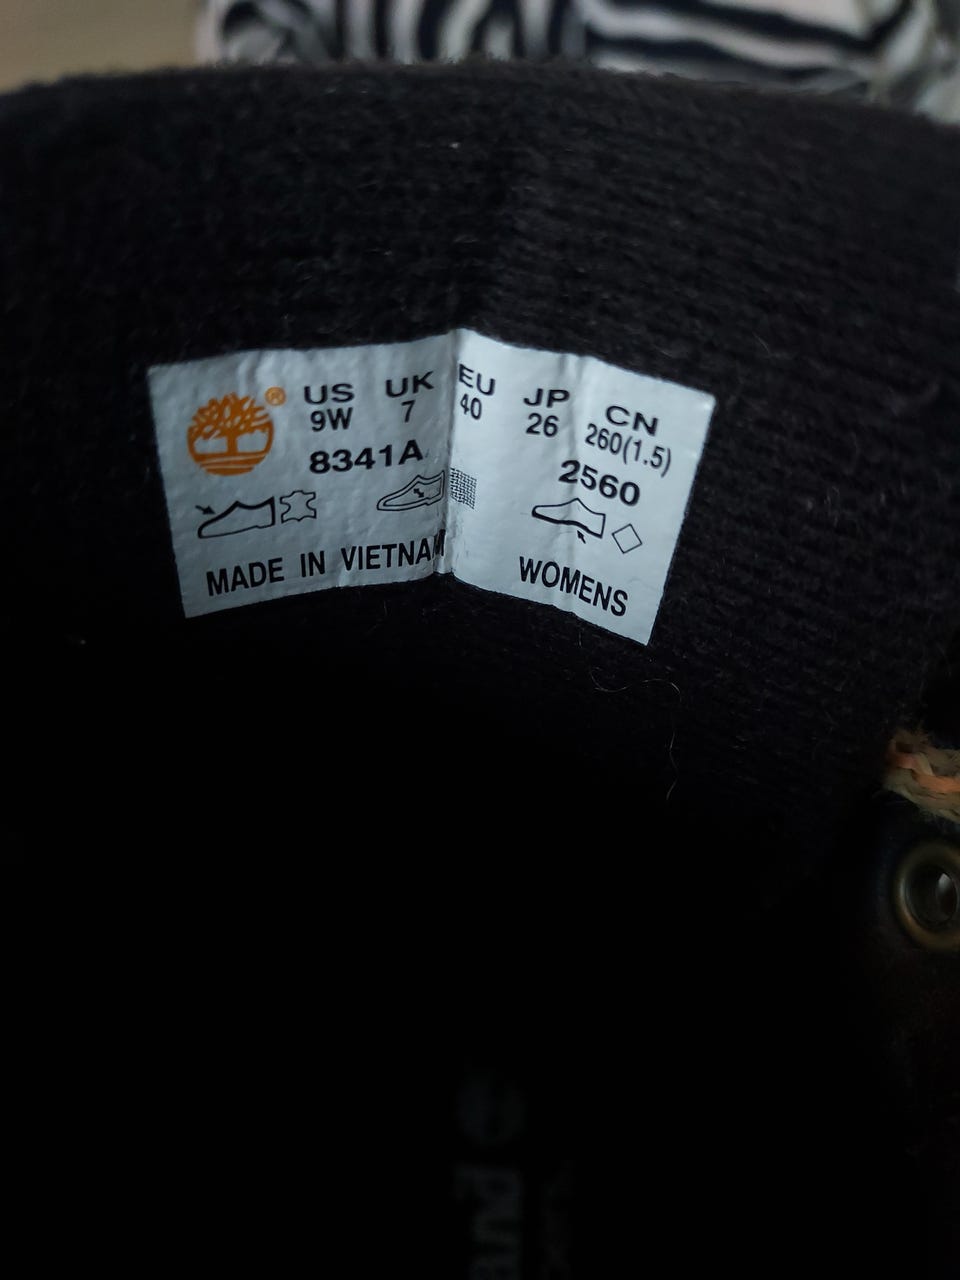 ® US UK EU JP CN
9W 7 40 26 260(1.5)
8341A 2560
MADE IN VIETNAM WOMENS